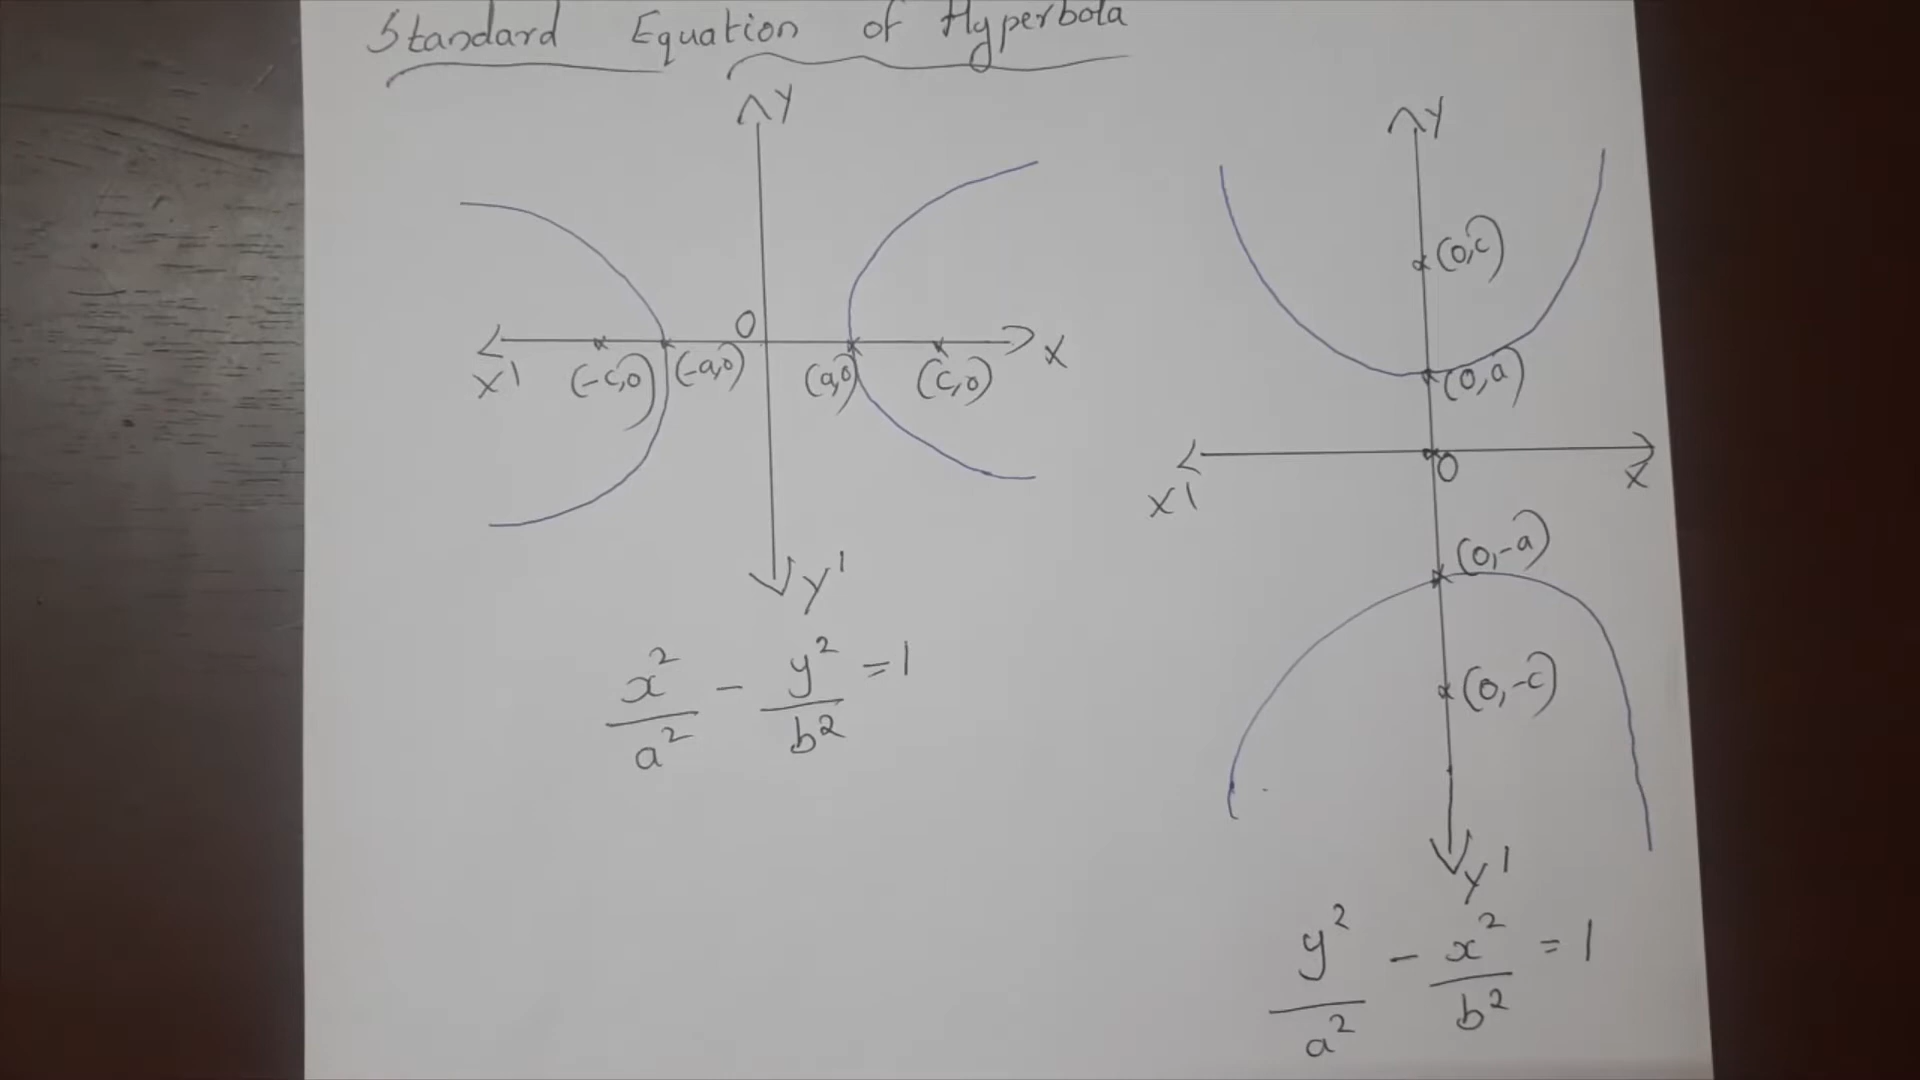 Standard Equation of Hyperbola
Y
O
X' (-c,0) (-a,0) (a,0) (c,0) X
Y'
x²/a² - y²/b² = 1
Y
(0,c)
(0,a)
X' O X
(0,-a)
(0,-c)
Y'
y²/a² - x²/b² = 1